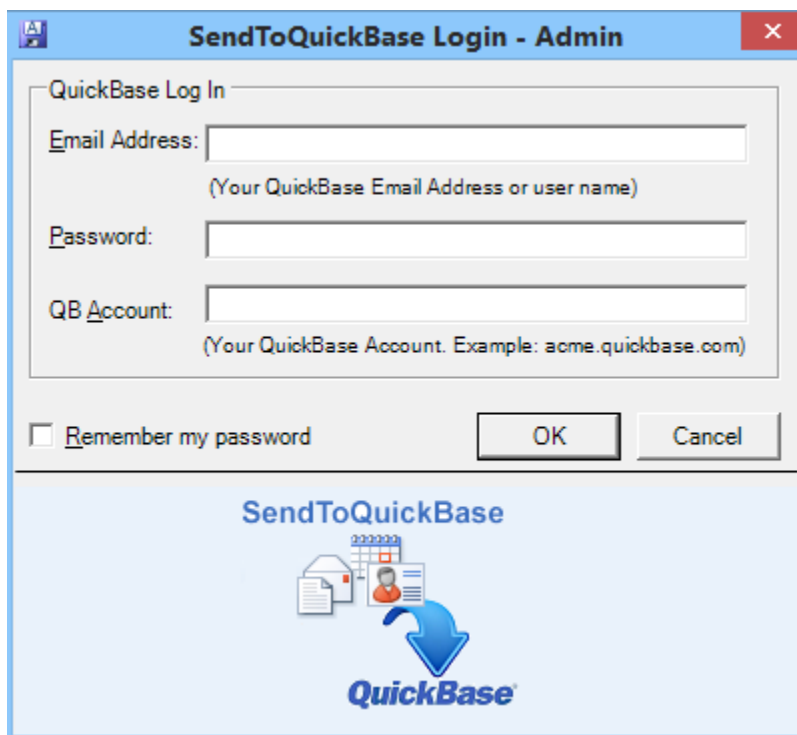 SendToQuickBase Login - Admin
QuickBase Log In
Email Address:
(Your QuickBase Email Address or user name)
Password:
QB Account:
(Your QuickBase Account. Example: acme.quickbase.com)
Remember my password
OK
Cancel
SendToQuickBase
QuickBase